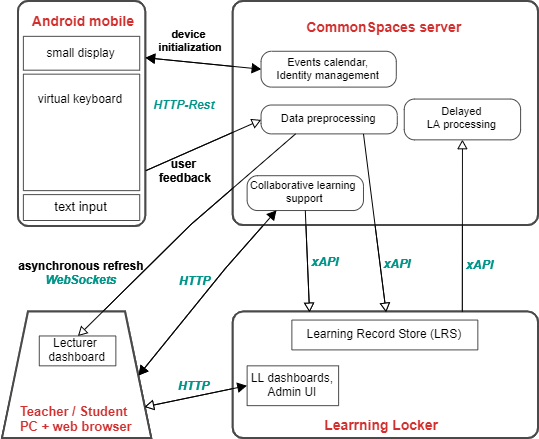 Android mobile
small display
virtual keyboard
text input
device
initialization
HTTP-Rest
user
feedback
CommonSpaces server
Events calendar,
Identity management
Data preprocessing
Delayed
LA processing
Collaborative learning
support
asynchronous refresh
WebSockets
HTTP
xAPI
xAPI
xAPI
Lecturer
dashboard
Teacher / Student
PC + web browser
HTTP
Learning Record Store (LRS)
LL dashboards,
Admin UI
Learrning Locker